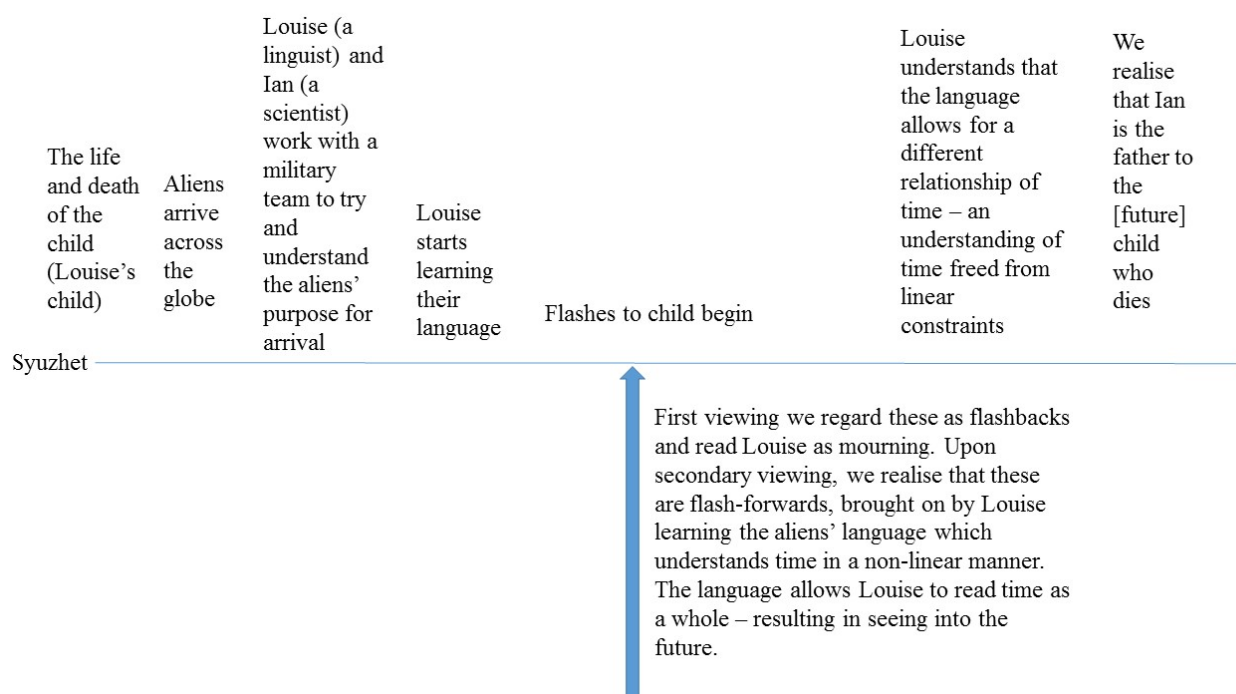 The life
and death
of the
child
(Louise’s
child)
Aliens
arrive
across
the
globe
Louise (a
linguist) and
Ian (a
scientist)
work with a
military
team to try
and
understand
the aliens’
purpose for
arrival
Louise
starts
learning
their
language
Flashes to child begin
Louise
understands that
the language
allows for a
different
relationship of
time – an
understanding of
time freed from
linear
constraints
We
realise
that Ian
is the
father to
the
[future]
child
who
dies
Syuzhet
First viewing we regard these as flashbacks
and read Louise as mourning. Upon
secondary viewing, we realise that these
are flash-forwards, brought on by Louise
learning the aliens’ language which
understands time in a non-linear manner.
The language allows Louise to read time as
a whole – resulting in seeing into the
future.